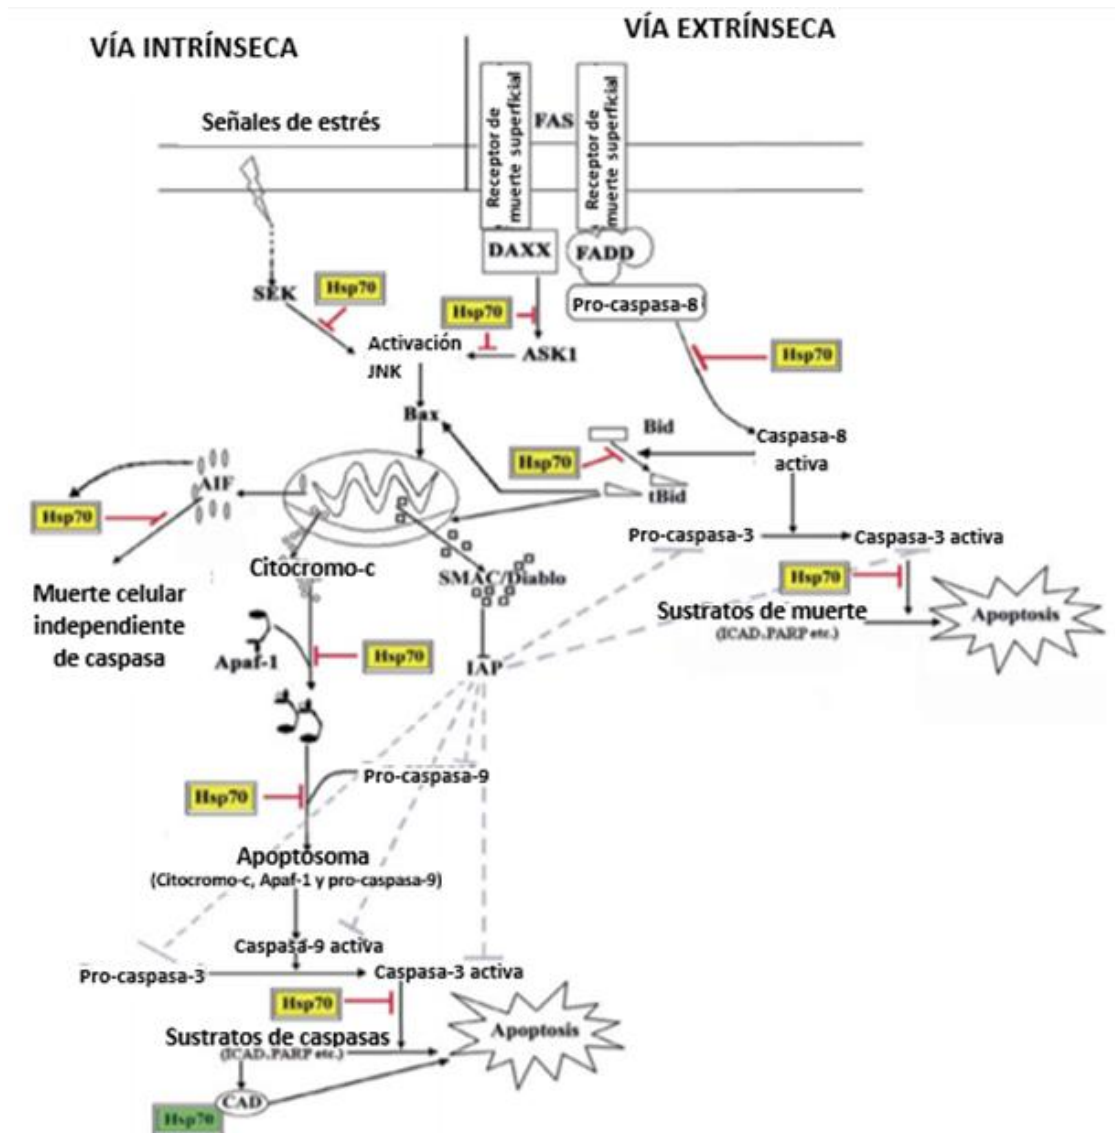 VÍA INTRÍNSECA
VÍA EXTRÍNSECA
Señales de estrés
Receptor de
muerte superficial
FAS
Receptor de
muerte superficial
DAXX
FADD
SEK
Hsp70
Hsp70
Pro-caspasa-8
Activación
JNK
ASK1
Hsp70
Bax
Bid
Caspasa-8
activa
Hsp70
tBid
AIF
Hsp70
Pro-caspasa-3
Caspasa-3 activa
Citocromo-c
SMAC/Diablo
Hsp70
Muerte celular
independiente
de caspasa
Sustratos de muerte
(ICAD,PARP etc.)
Apoptosis
Apaf-1
Hsp70
IAP
Pro-caspasa-9
Hsp70
Apoptosoma
(Citocromo-c, Apaf-1 y pro-caspasa-9)
Caspasa-9 activa
Pro-caspasa-3
Caspasa-3 activa
Hsp70
Sustratos de caspasas
(ICAD,PARP etc.)
Apoptosis
CAD
Hsp70